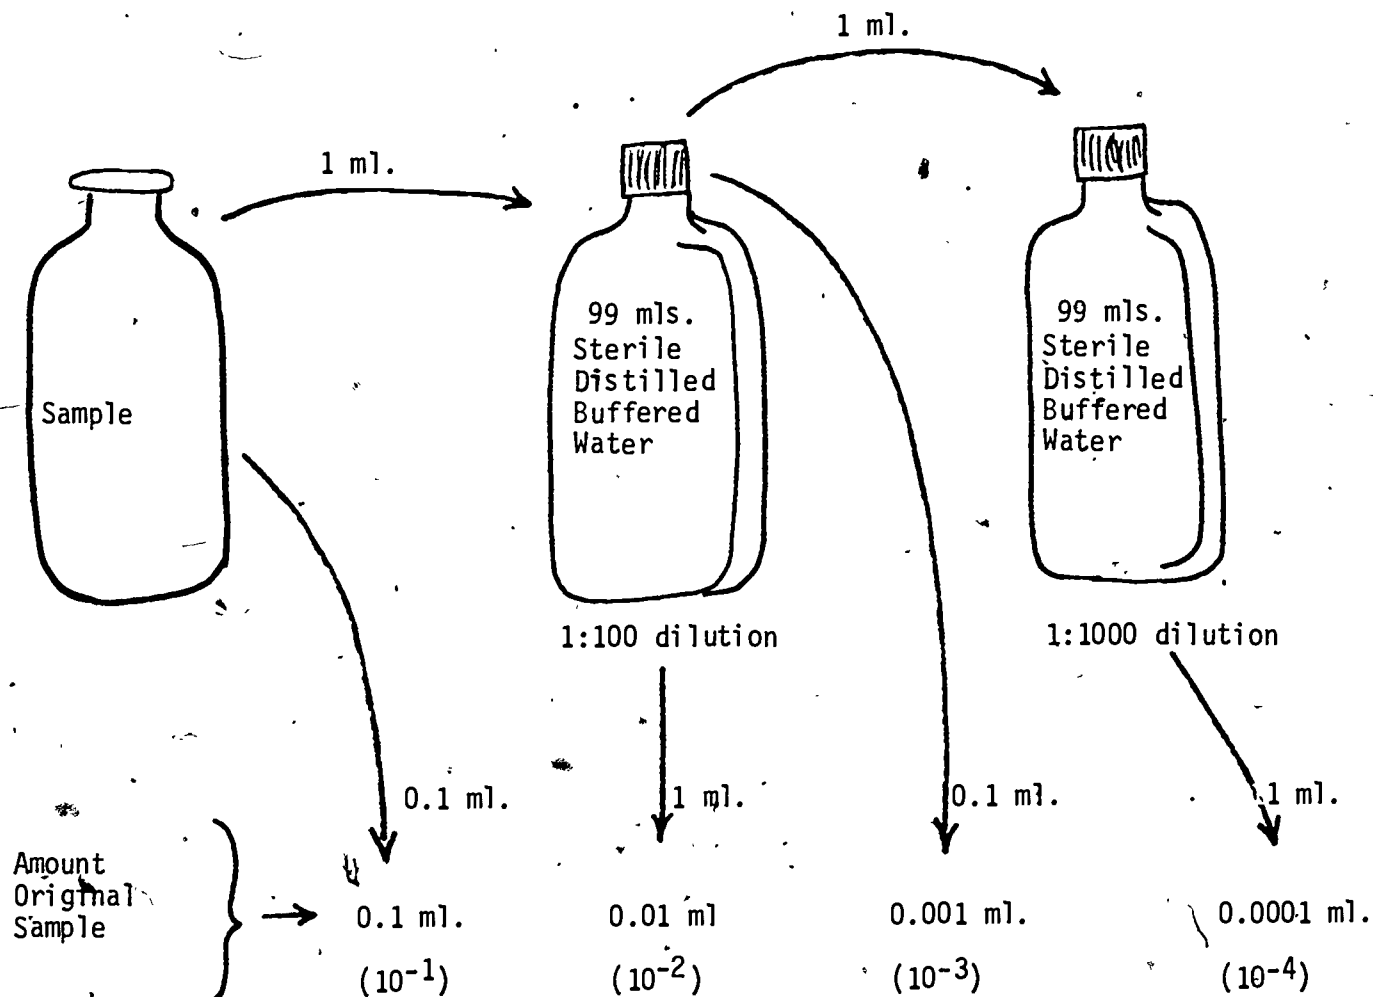 1 ml.
1 ml.
Sample
99 mls.
Sterile
Distilled
Buffered
Water
99 mls.
Sterile
Distilled
Buffered
Water
1:100 dilution
1:1000 dilution
0.1 ml.
1 ml.
0.1 ml.
1 ml.
Amount
Original
Sample
0.1 ml.
0.01 ml
0.001 ml.
0.0001 ml.
(10⁻¹)
(10⁻²)
(10⁻³)
(10⁻⁴)